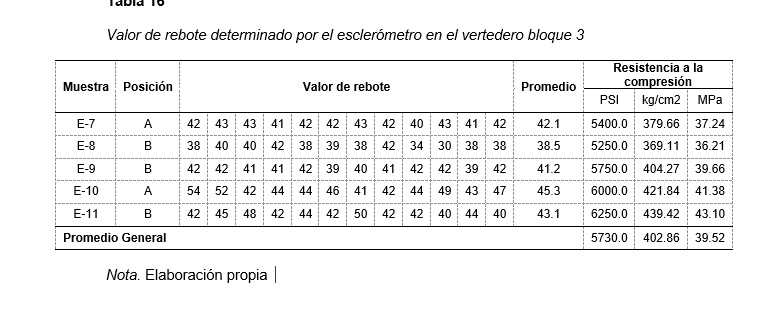 Tabla 16
Valor de rebote determinado por el esclerómetro en el vertedero bloque 3
Muestra Posición Valor de rebote Promedio Resistencia a la compresión
PSI kg/cm2 MPa
E-7 A 42 43 43 41 42 42 43 42 40 43 41 42 42.1 5400.0 379.66 37.24
E-8 B 38 40 40 42 38 39 38 42 34 30 38 38 38.5 5250.0 369.11 36.21
E-9 B 42 42 41 41 42 39 40 41 42 42 39 42 41.2 5750.0 404.27 39.66
E-10 A 54 52 42 44 44 46 41 42 44 49 43 47 45.3 6000.0 421.84 41.38
E-11 B 42 45 48 42 44 42 50 42 42 40 44 40 43.1 6250.0 439.42 43.10
Promedio General 5730.0 402.86 39.52
Nota. Elaboración propia